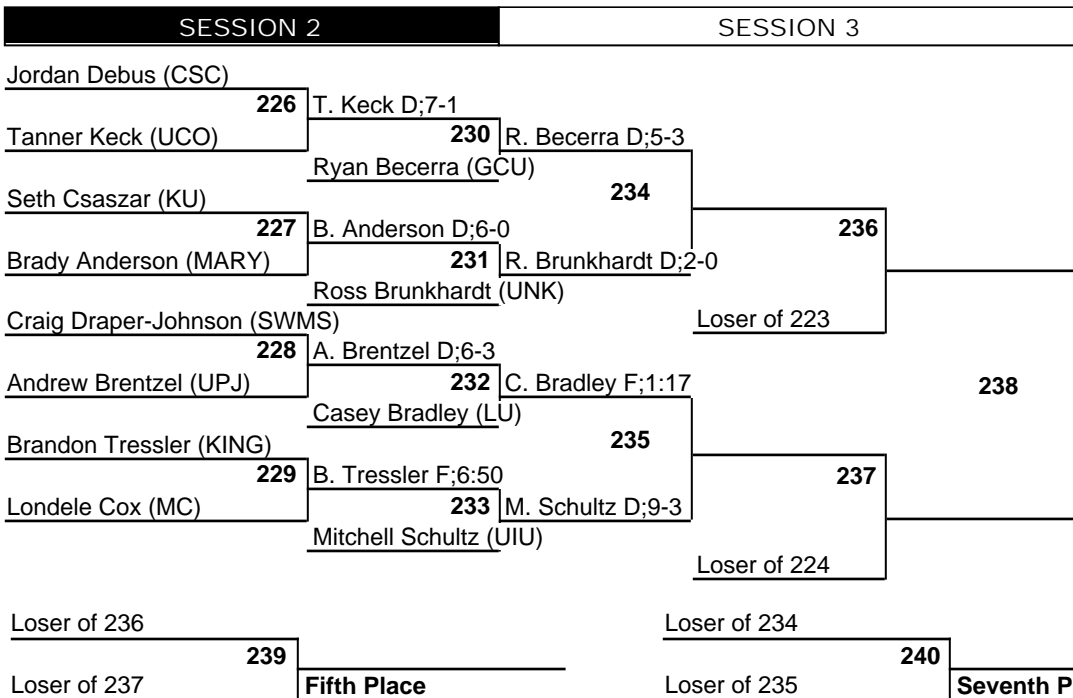 SESSION 2 SESSION 3
Jordan Debus (CSC)
226 T. Keck D;7-1
Tanner Keck (UCO) 230 R. Becerra D;5-3
Ryan Becerra (GCU)
234
Seth Csaszar (KU)
227 B. Anderson D;6-0 236
Brady Anderson (MARY) 231 R. Brunkhardt D;2-0
Ross Brunkhardt (UNK)
Craig Draper-Johnson (SWMS) Loser of 223
228 A. Brentzel D;6-3
Andrew Brentzel (UPJ) 232 C. Bradley F;1:17 238
Casey Bradley (LU)
Brandon Tressler (KING) 235
229 B. Tressler F;6:50 237
Londele Cox (MC) 233 M. Schultz D;9-3
Mitchell Schultz (UIU)
Loser of 224
Loser of 236 Loser of 234
239 240
Loser of 237 Fifth Place Loser of 235 Seventh P